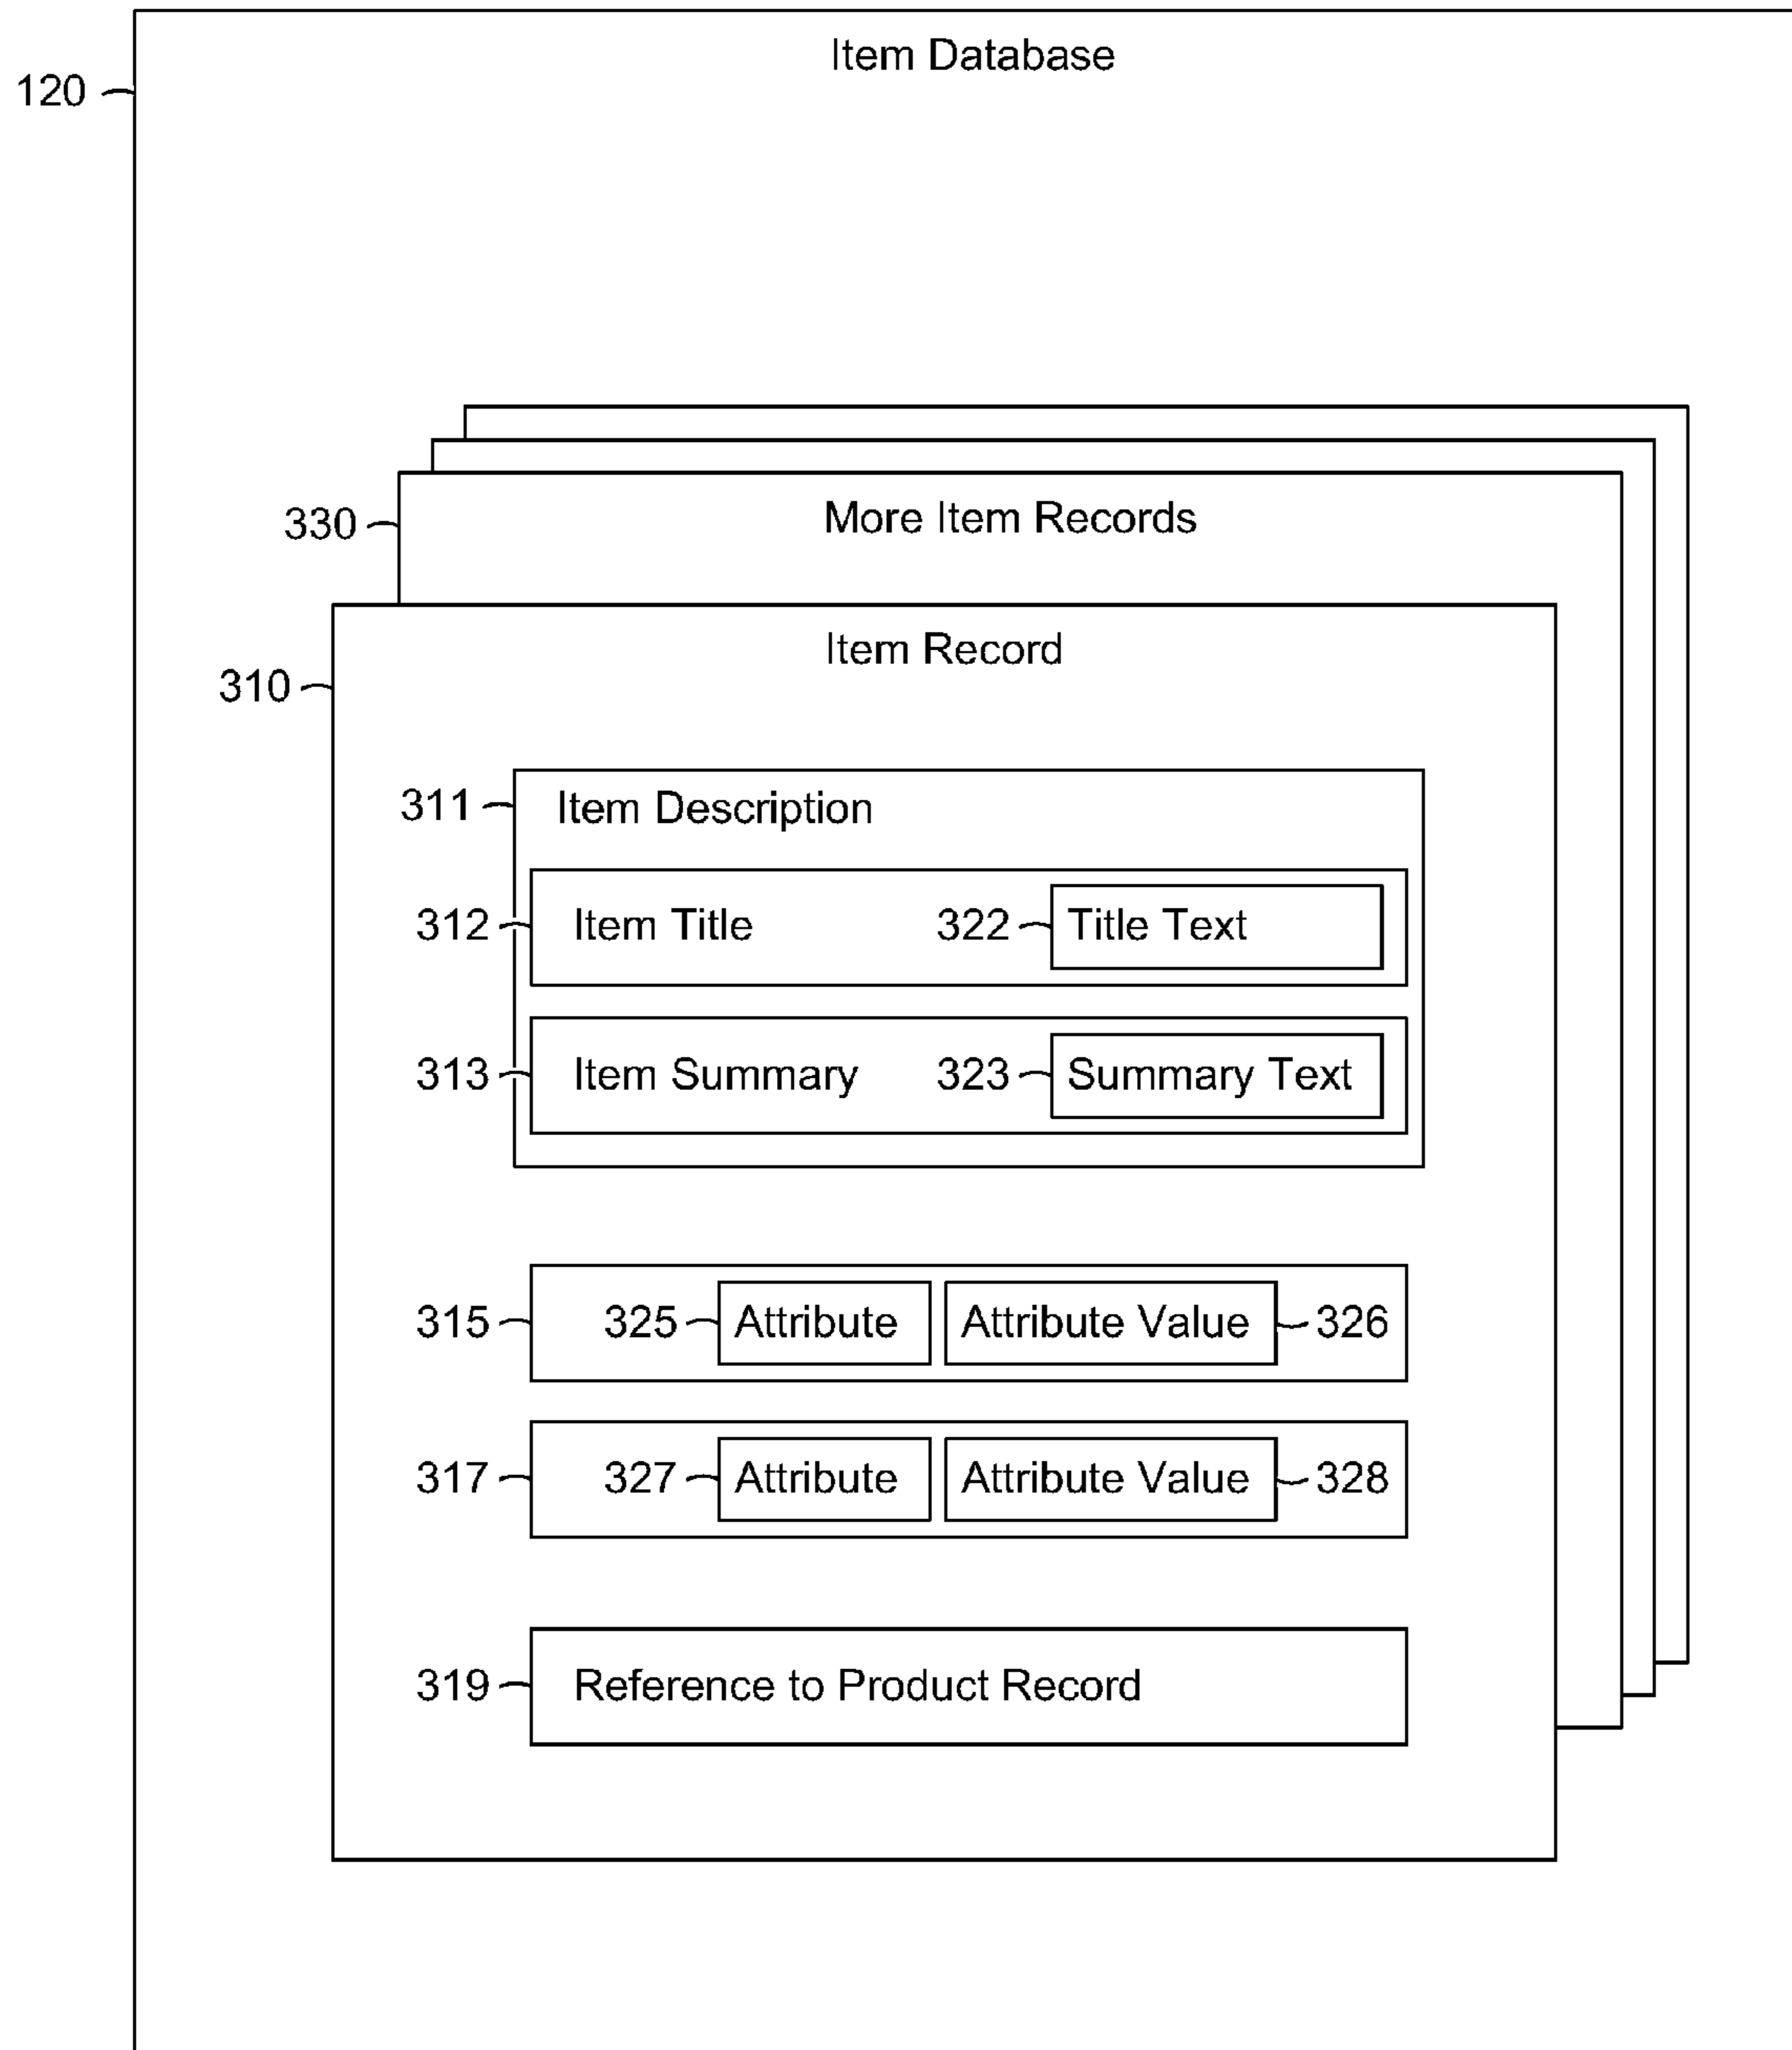 Item Database
120
330
More Item Records
Item Record
310
311
Item Description
312 Item Title 322 Title Text
313 Item Summary 323 Summary Text
315 325 Attribute Attribute Value 326
317 327 Attribute Attribute Value 328
319 Reference to Product Record